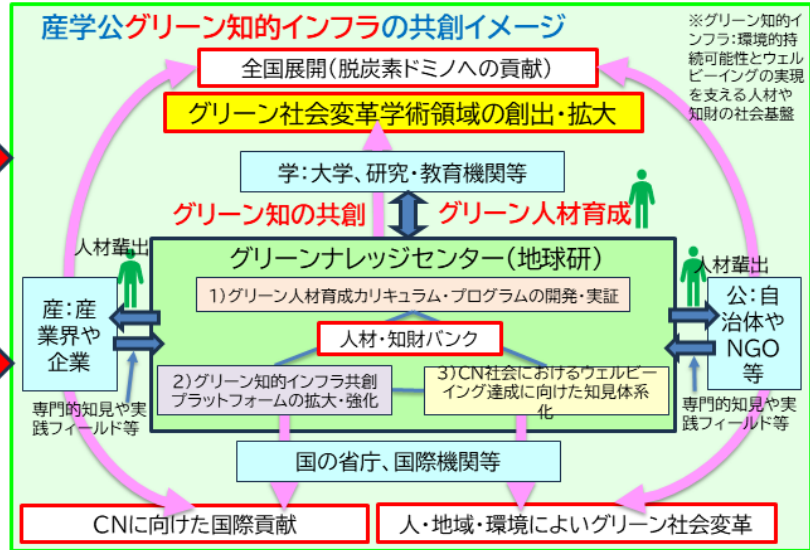 産学公グリーン知的インフラの共創イメージ
※グリーン知的イ
ンフラ:環境的持
続可能性とウェル
ビーイングの実現
を支える人材や
知財の社会基盤
全国展開(脱炭素ドミノへの貢献)
グリーン社会変革学術領域の創出・拡大
学:大学、研究・教育機関等
グリーン知の共創
グリーン人材育成
人材輩出
グリーンナレッジセンター(地球研)
人材輩出
1)グリーン人材育成カリキュラム・プログラムの開発・実証
産:産
業界や
企業
人材・知財バンク
公:自
治体や
NGO
等
2)グリーン知的インフラ共創
プラットフォームの拡大・強化
3)CN社会におけるウェルビー
イング達成に向けた知見体系
化
専門的知見や実
践フィールド等
専門的知見や実
践フィールド等
国の省庁、国際機関等
CNに向けた国際貢献
人・地域・環境によいグリーン社会変革